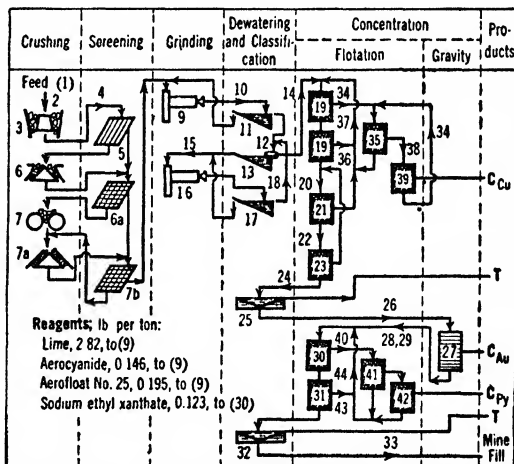 Crushing
Screening
Grinding
Dewatering
and Classifi-
cation
Concentration
Flotation
Gravity
Pro-
ducts
Feed (1)
2
3
4
5
6
6a
7
7a
7b
9
10
11
12
13
14
15
16
17
18
19
19
20
21
22
23
24
25
34
37
36
35
38
39
34
C Cu
T
26
27
28,29
C Au
30
40
41
44
31
43
42
C Py
T
32
33
Mine
Fill
Reagents; lb per ton:
Lime, 2 82, to (9)
Aerocyanide, 0 146, to (9)
Aerofloat No. 25, 0 195, to (9)
Sodium ethyl xanthate, 0.123, to (30)